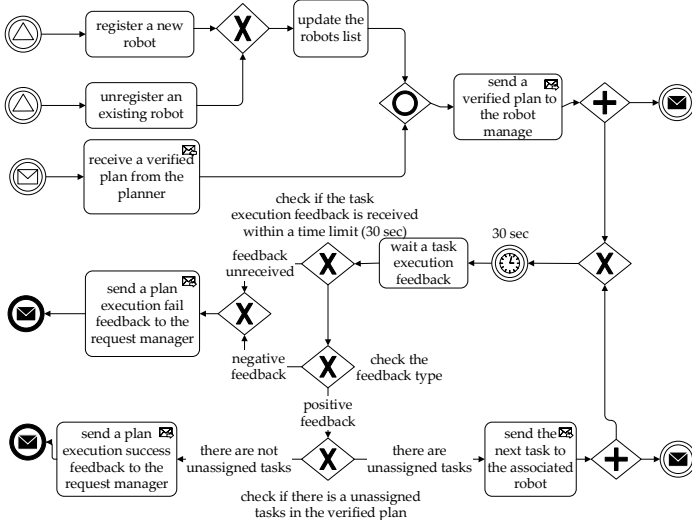 register a new
robot
update the
robots list
unregister an
existing robot
send a
verified plan to
the robot
manage
receive a verified
plan from the
planner
check if the task
execution feedback is received
within a time limit (30 sec)
30 sec
feedback
unreceived
wait a task
execution
feedback
send a plan
execution fail
feedback to the
request manager
negative
feedback
check the
feedback type
positive
feedback
send a plan
execution success
feedback to the
request manager
there are not
unassigned tasks
there are
unassigned tasks
send the
next task to
the associated
robot
check if there is a unassigned
tasks in the verified plan